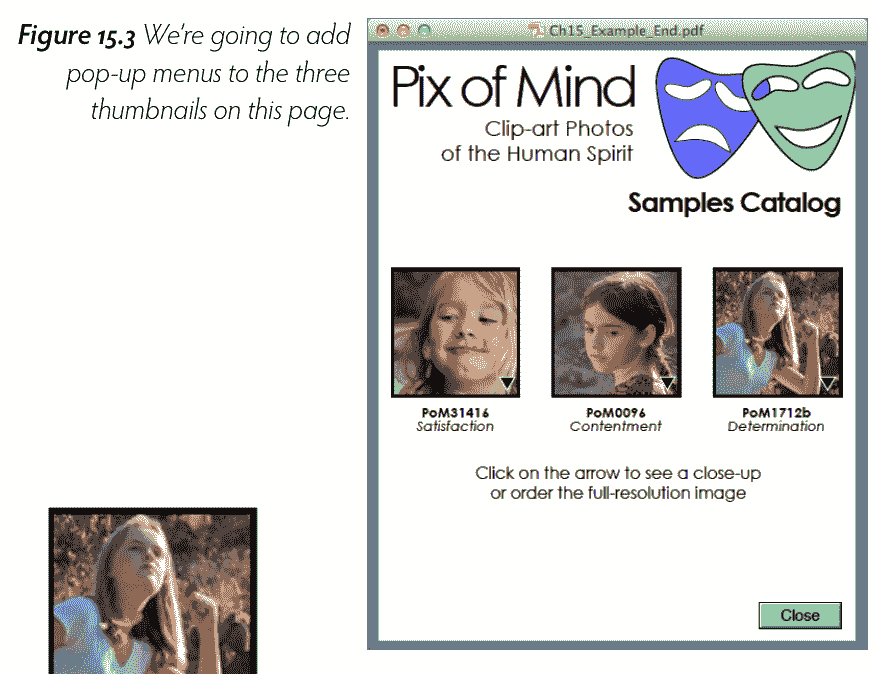 Figure 15.3 We're going to add
pop-up menus to the three
thumbnails on this page.
Ch15_Example_End.pdf
Pix of Mind
Clip-art Photos
of the Human Spirit
Samples Catalog
PoM31416
Satisfaction
PoM0096
Contentment
PoM1712b
Determination
Click on the arrow to see a close-up
or order the full-resolution image
Close